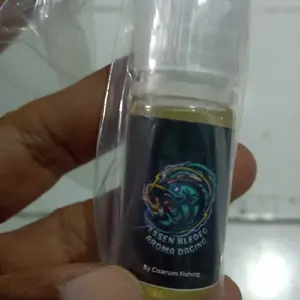 ESSEN BLEDEG
AROMA DAGING
By Cisarum Fishing